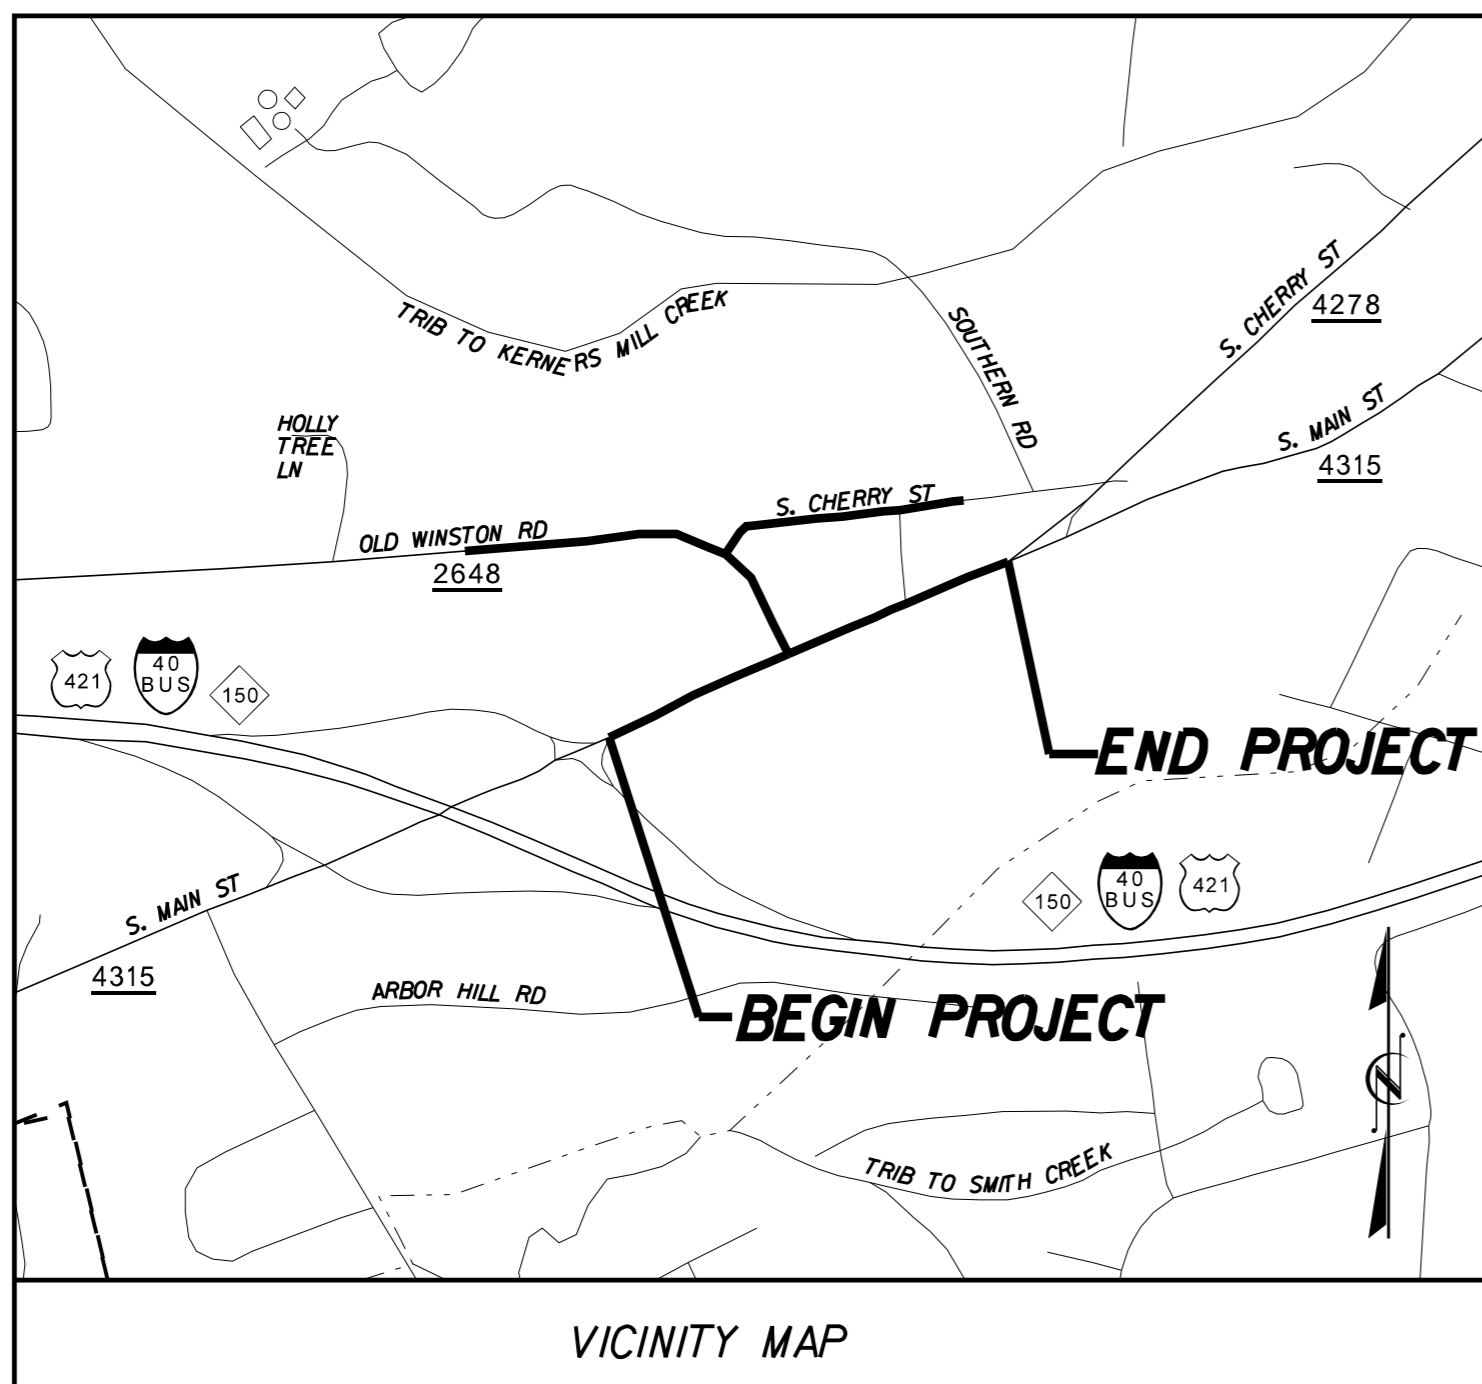 TRIB TO KERNERS MILL CREEK
SOUTHERN RD
S. CHERRY ST
4278
S. MAIN ST
4315
HOLLY
TREE
LN
S. CHERRY ST
OLD WINSTON RD
2648
421
40
BUS
150
END PROJECT
150
40
BUS
421
S. MAIN ST
4315
ARBOR HILL RD
BEGIN PROJECT
N
TRIB TO SMITH CREEK
VICINITY MAP